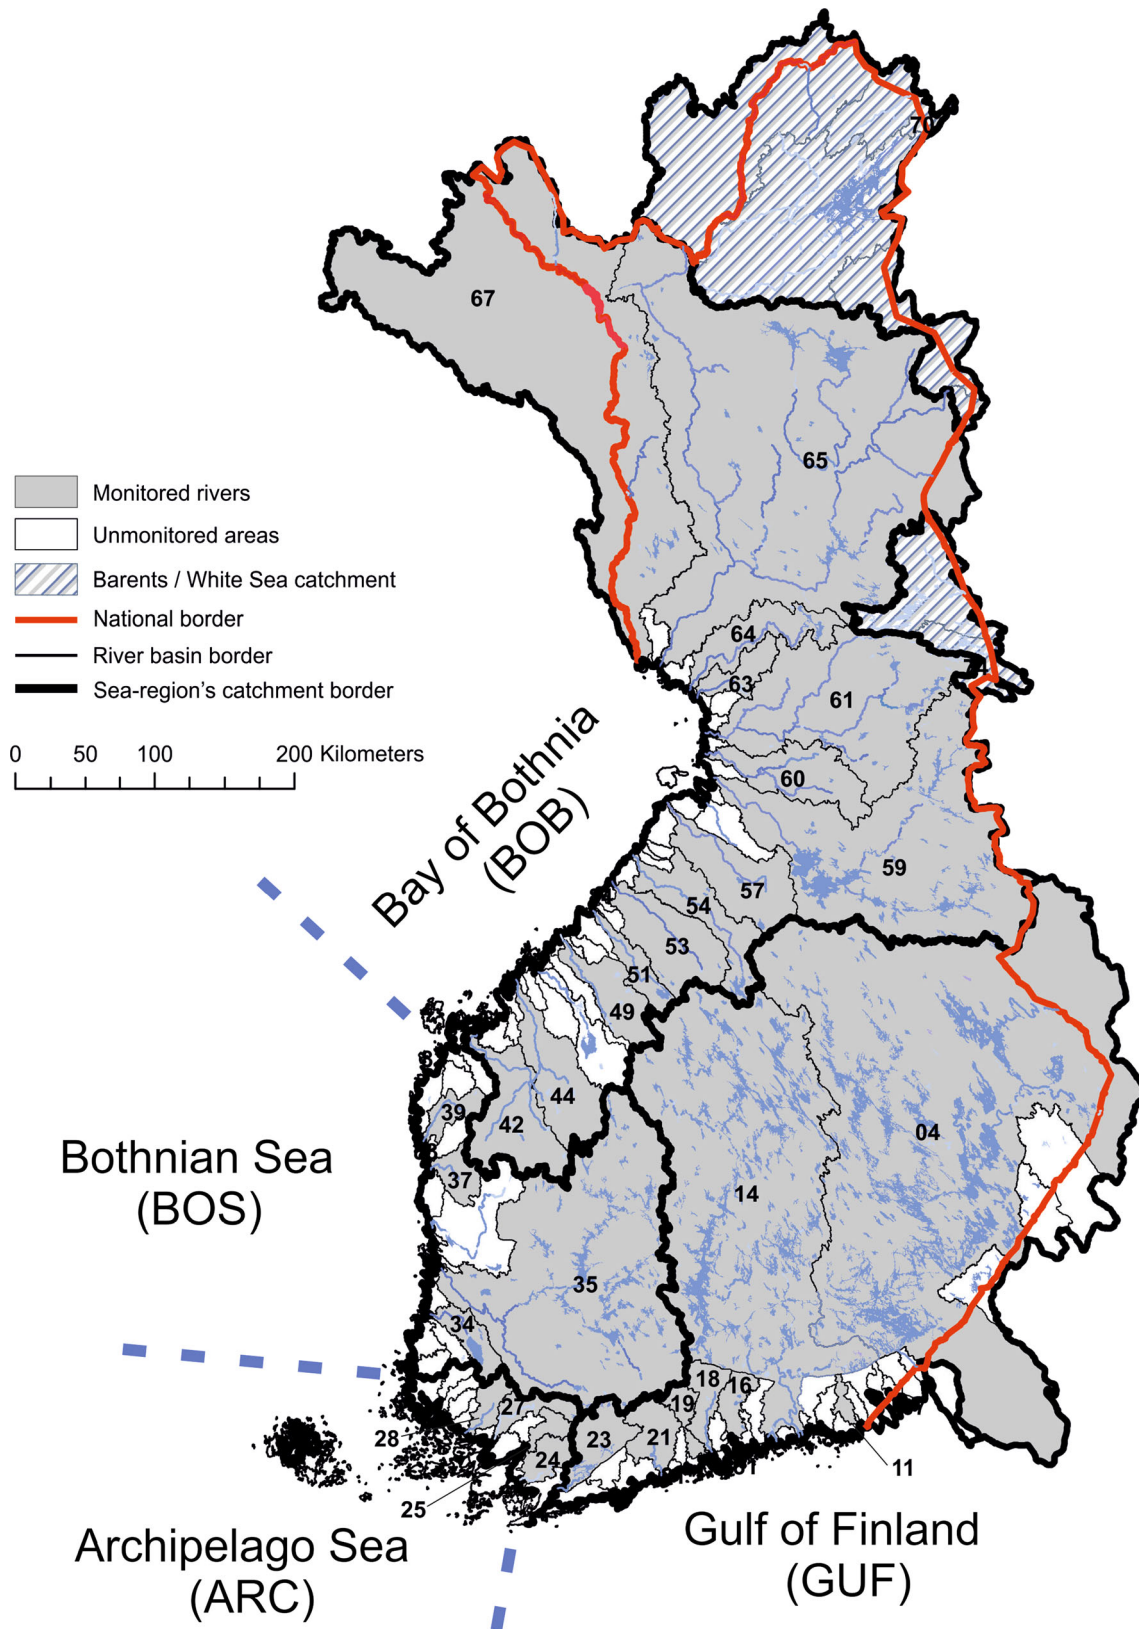 70
67
65
Monitored rivers
Unmonitored areas
Barents / White Sea catchment
National border
River basin border
Sea-region's catchment border
0 50 100 200 Kilometers
64
63
61
74
60
Bay of Bothnia
(BOB)
59
57
54
53
51
49
44
42
39
37
04
14
Bothnian Sea
(BOS)
35
34
18
16
19
27
28
23
21
24
25
11
Archipelago Sea
(ARC)
Gulf of Finland
(GUF)